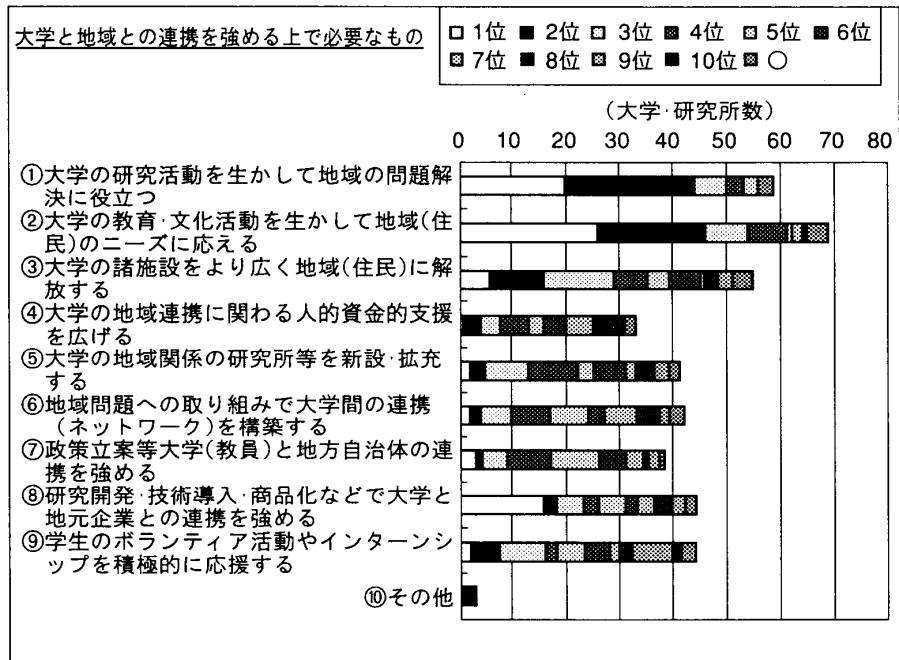 大学と地域との連携を強める上で必要なもの
□ 1位 ■ 2位 □ 3位 ■ 4位 □ 5位 ■ 6位
□ 7位 ■ 8位 □ 9位 ■ 10位 ■ ○
(大学·研究所数)
0 10 20 30 40 50 60 70 80
①大学の研究活動を生かして地域の問題解
決に役立つ
②大学の教育·文化活動を生かして地域(住
民)のニーズに応える
③大学の諸施設をより広く地域(住民)に解
放する
④大学の地域連携に関わる人的資金的支援
を広げる
⑤大学の地域関係の研究所等を新設·拡充
する
⑥地域問題への取り組みで大学間の連携
(ネットワーク)を構築する
⑦政策立案等大学(教員)と地方自治体の連
携を強める
⑧研究開発·技術導入·商品化などで大学と
地元企業との連携を強める
⑨学生のボランティア活動やインターンシ
ップを積極的に応援する
⑩その他